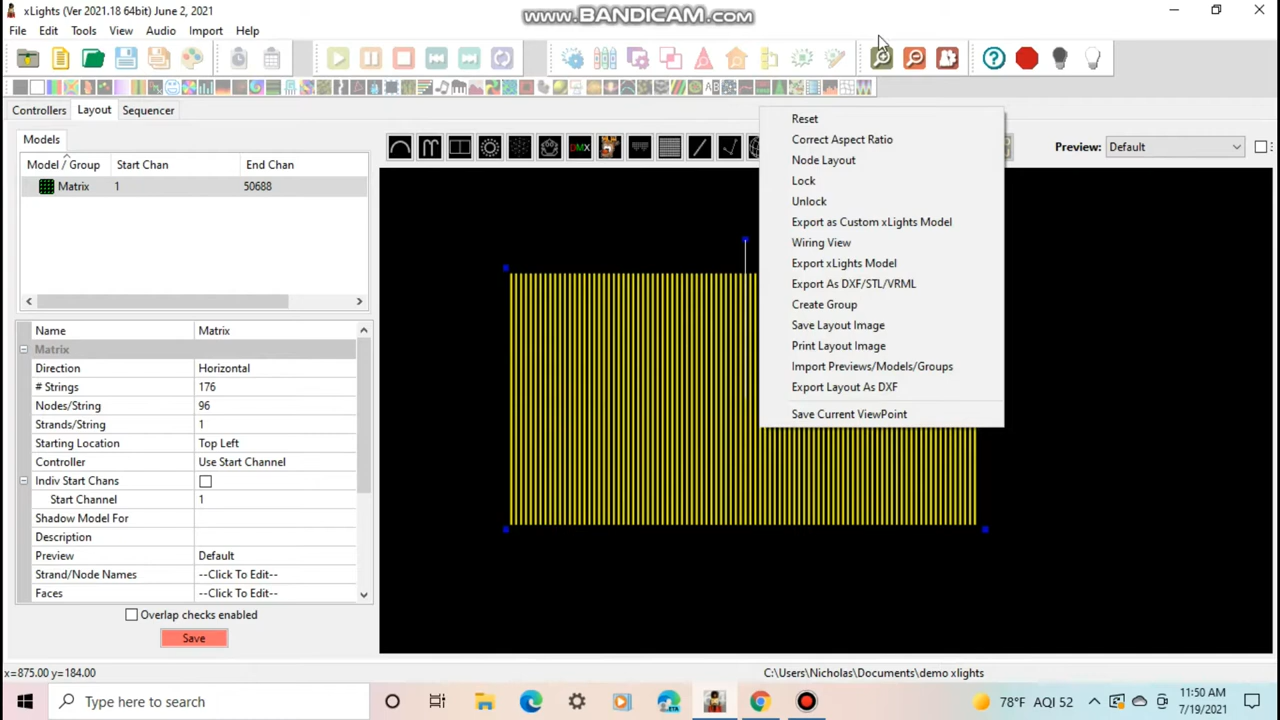 xLights (Ver 2021.18 64bit) June 2, 2021
www.BANDICAM.com
File Edit Tools View Audio Import Help
Controllers Layout Sequencer
Models
Model / Group Start Chan End Chan
Matrix 1 50688
DMX
Preview: Default
Reset
Correct Aspect Ratio
Node Layout
Lock
Unlock
Export as Custom xLights Model
Wiring View
Export xLights Model
Export As DXF/STL/VRML
Create Group
Save Layout Image
Print Layout Image
Import Previews/Models/Groups
Export Layout As DXF
Save Current ViewPoint
Name Matrix
Matrix
Direction Horizontal
# Strings 176
Nodes/String 96
Strands/String 1
Starting Location Top Left
Controller Use Start Channel
Indiv Start Chans
Start Channel 1
Shadow Model For
Description
Preview Default
Strand/Node Names --Click To Edit--
Faces --Click To Edit--
Overlap checks enabled
Save
x=875.00 y=184.00 C:\Users\Nicholas\Documents\demo xlights
Type here to search
ETA
78°F AQI 52
11:50 AM
7/19/2021